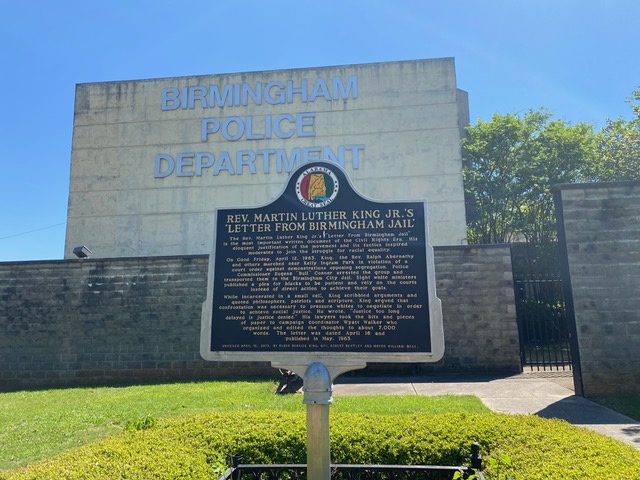 BIRMINGHAM
POLICE
DEPARTMENT
ALABAMA
GREAT SEAL
REV. MARTIN LUTHER KING JR.'S
'LETTER FROM BIRMINGHAM JAIL'
The Rev. Martin Luther King Jr.'s 'Letter From Birmingham Jail'
is the most important written document of the Civil Rights Era. His
eloquent justification of the movement and its tactics inspired
moderates to join the struggle for racial equality.
On Good Friday, April 12, 1963, King, the Rev. Ralph Abernathy
and others marched near Kelly Ingram Park in violation of a
court order against demonstrations opposing segregation. Police
Commissioner Eugene 'Bull' Connor arrested the group and
transported them to the Birmingham City Jail. Eight white ministers
published a plea for blacks to be patient and rely on the courts
instead of direct action to achieve their goals.
While incarcerated in a small cell, King scribbled arguments and
quoted philosophers, patriots and scripture. King argued that
confrontation was necessary to pressure whites to negotiate in order
to achieve social justice. He wrote, 'Justice too long
delayed is justice denied.' His lawyers took the bits and pieces
of paper to campaign coordinator Wyatt Walker who
organized and edited the thoughts to about 7,000
words. The letter was dated April 16 and
published in May, 1963.